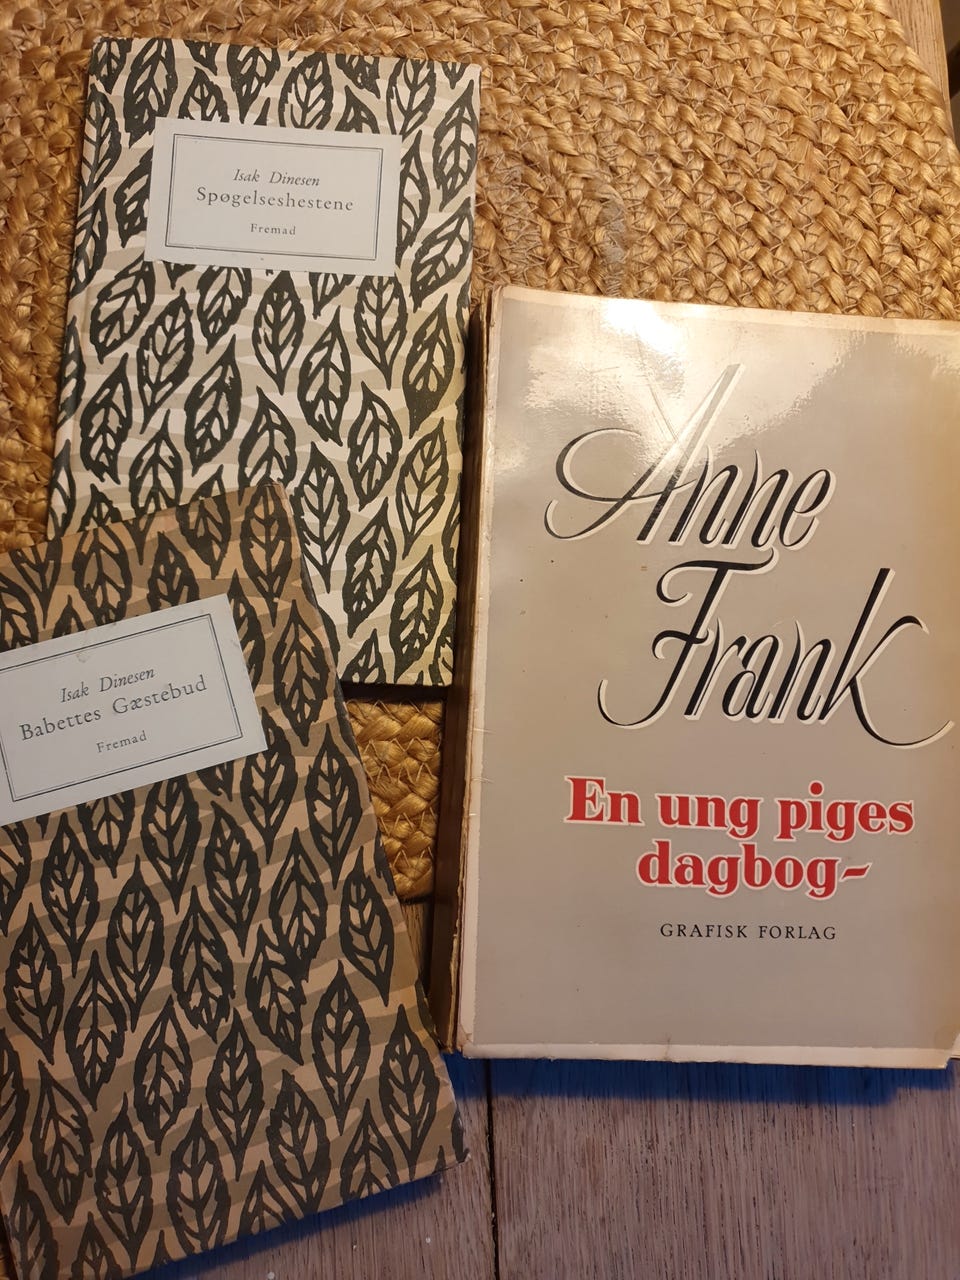 Isak Dinesen
Spøgelseshestene
Fremad
Isak Dinesen
Babettes Gæstebud
Fremad
Anne
Frank
En ung piges
dagbog-
GRAFISK FORLAG